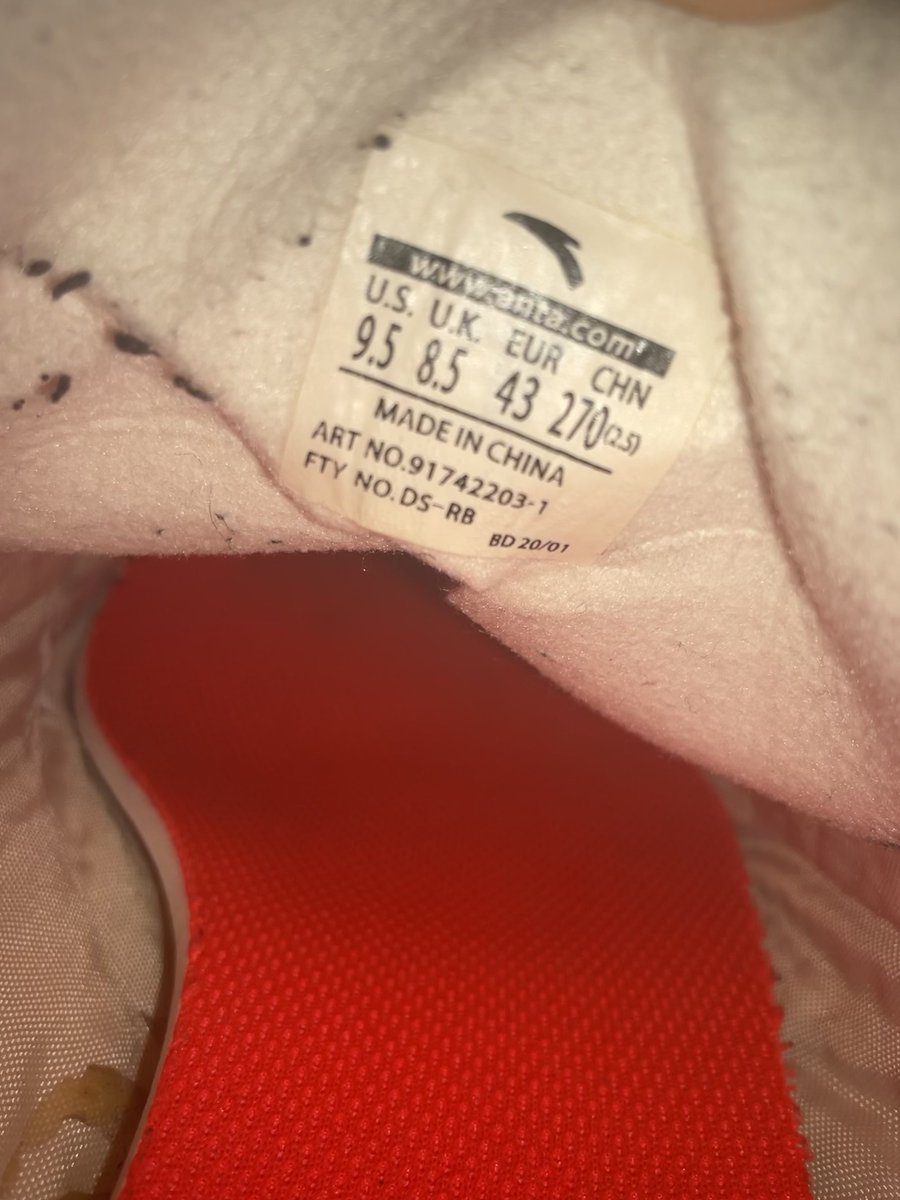 www.anta.com
U.S. U.K. EUR CHN
9.5 8.5 43 270(2.5)
MADE IN CHINA
ART NO.91742203-1
FTY NO.DS-RB
BD 20/01